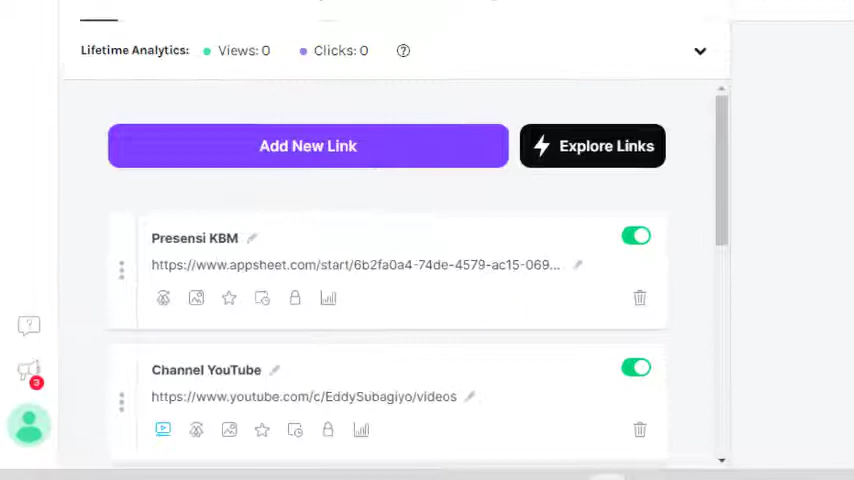 Lifetime Analytics: Views: 0 Clicks: 0 ?
Add New Link
Explore Links
Presensi KBM
https://www.appsheet.com/start/6b2fa0a4-74de-4579-ac15-069...
Channel YouTube
https://www.youtube.com/c/EddySubagiyo/videos
?
3